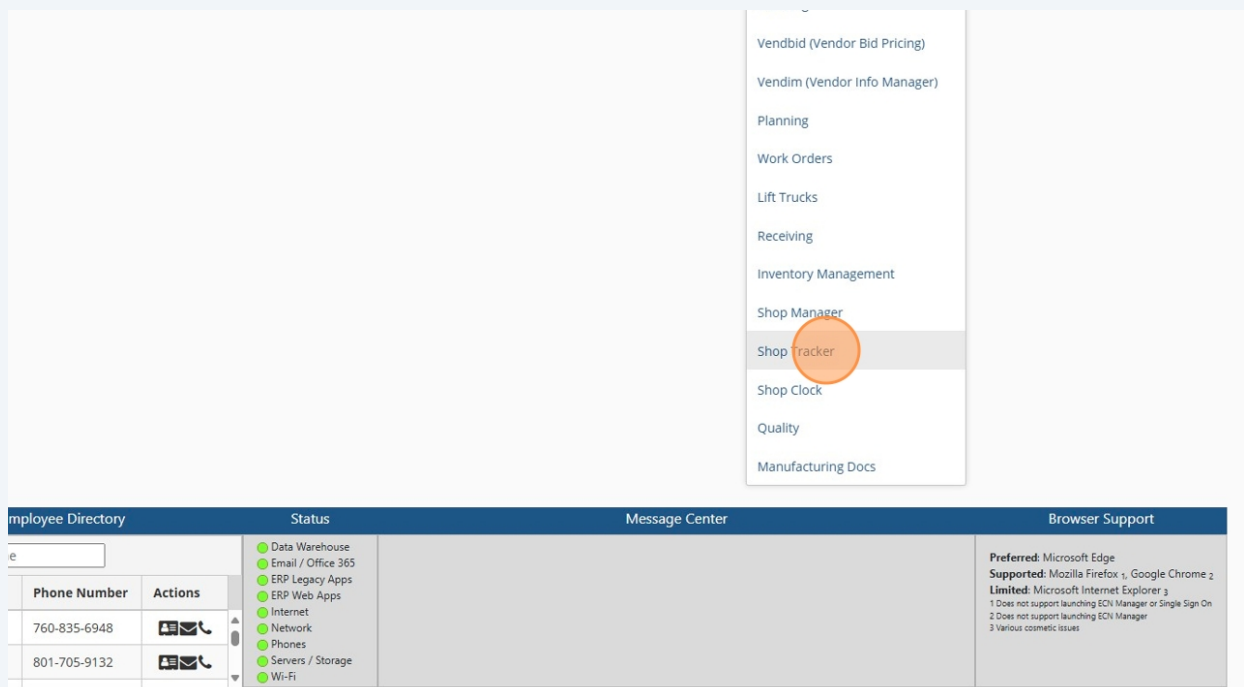 Vendbid (Vendor Bid Pricing)
Vendim (Vendor Info Manager)
Planning
Work Orders
Lift Trucks
Receiving
Inventory Management
Shop Manager
Shop Tracker
Shop Clock
Quality
Manufacturing Docs
mployee Directory
e
Phone Number Actions
760-835-6948
801-705-9132
Status
Data Warehouse
Email / Office 365
ERP Legacy Apps
ERP Web Apps
Internet
Network
Phones
Servers / Storage
Wi-Fi
Message Center
Browser Support
Preferred: Microsoft Edge
Supported: Mozilla Firefox 1, Google Chrome 2
Limited: Microsoft Internet Explorer 3
1 Does not support launching ECN Manager or Single Sign On
2 Does not support launching ECN Manager
3 Various cosmetic issues